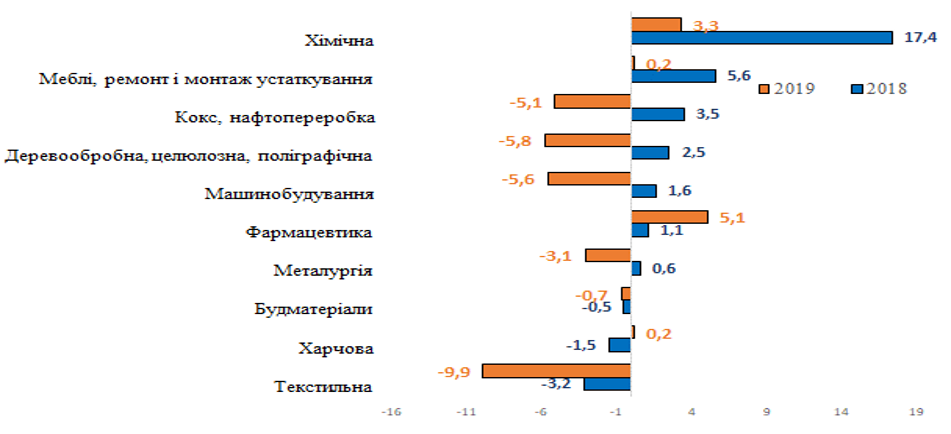 Хімічна 3,3
17,4
Меблі, ремонт і монтаж устаткування 0,2
5,6
2019 2018
Кокс, нафтопереробка -5,1
3,5
Деревообробна, целюлозна, поліграфічна -5,8
2,5
Машинобудування -5,6
1,6
Фармацевтика 5,1
1,1
Металургія -3,1
0,6
Будматеріали -0,7
-0,5
Харчова 0,2
-1,5
Текстильна -9,9
-3,2
-16 -11 -6 -1 4 9 14 19